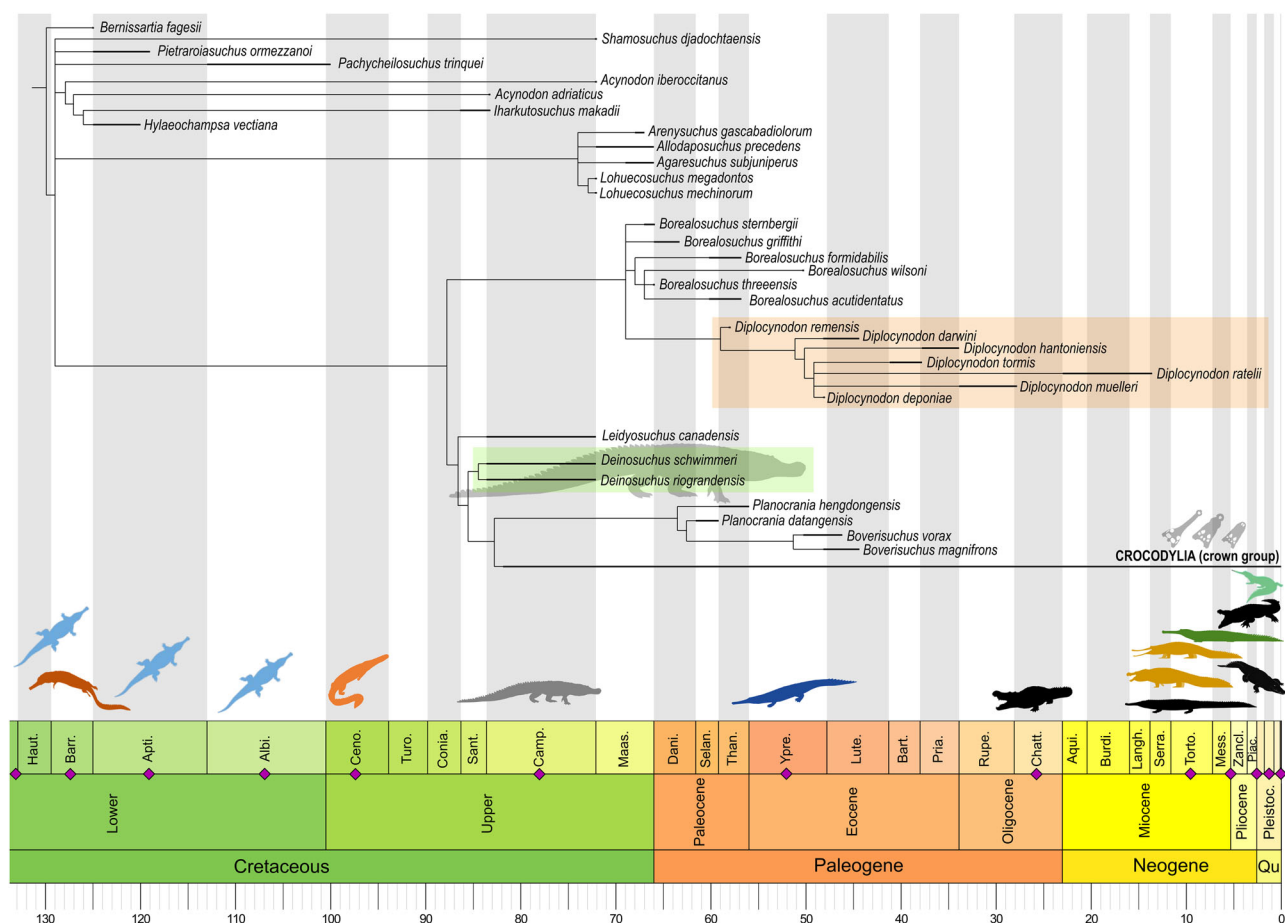 Bernissartia fagesii
Shamosuchus djadochtaensis
Pietraroiasuchus ormezzanoi
Pachycheilosuchus trinquei
Acynodon iberoccitanus
Acynodon adriaticus
Iharkutosuchus makadii
Hylaeochampsa vectiana
Arenysuchus gascabadiolorum
Allodaposuchus precedens
Agaresuchus subjuniperus
Lohuecosuchus megadontos
Lohuecosuchus mechinorum
Borealosuchus sternbergii
Borealosuchus griffithi
Borealosuchus formidabilis
Borealosuchus wilsoni
Borealosuchus threeensis
Borealosuchus acutidentatus
Diplocynodon remensis
Diplocynodon darwini
Diplocynodon hantoniensis
Diplocynodon tormis
Diplocynodon ratelii
Diplocynodon muelleri
Diplocynodon deponiae
Leidyosuchus canadensis
Deinosuchus schwimmeri
Deinosuchus riograndensis
Planocrania hengdongensis
Planocrania datangensis
Boverisuchus vorax
Boverisuchus magnifrons
CROCODYLIA (crown group)
Haut. Barr. Apti. Albi. Ceno. Turo. Conia. Sant. Camp. Maas. Dani. Selan. Than. Ypre. Lute. Bart. Pria. Rupe. Chatt. Aqui. Burdi. Langh. Serra. Torto. Mess. Zancl. Piac.
Lower Upper Paleocene Eocene Oligocene Miocene Pliocene Pleistoc.
Cretaceous Paleogene Neogene Qu
130 120 110 100 90 80 70 60 50 40 30 20 10 0